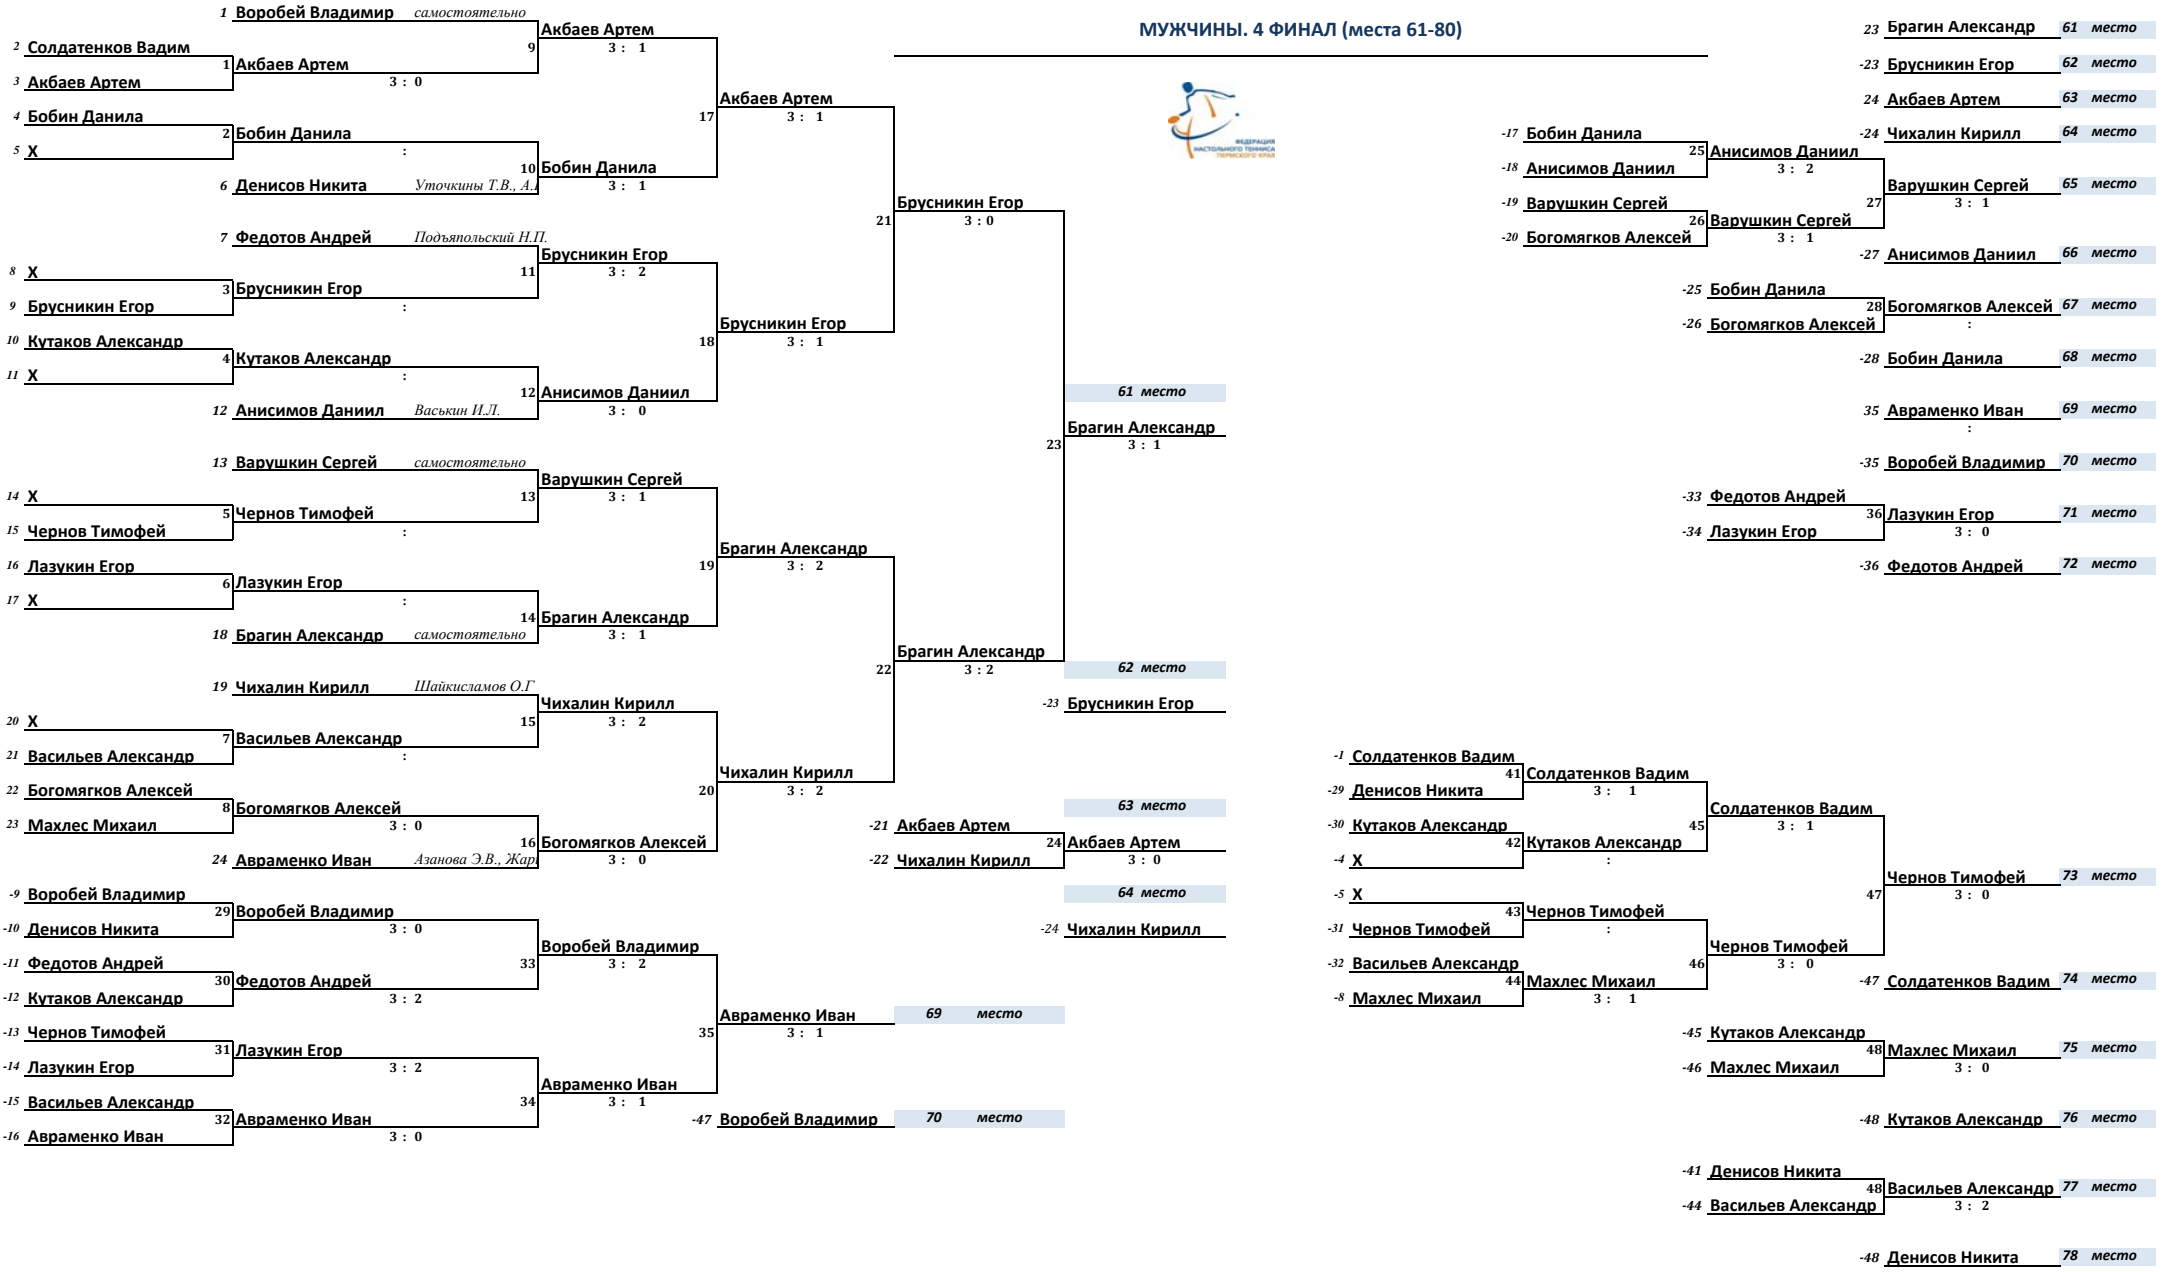 МУЖЧИНЫ. 4 ФИНАЛ (места 61-80)
ФЕДЕРАЦИЯ
НАСТОЛЬНОГО ТЕННИСА
ПЕРМСКОГО КРАЯ
1 Воробей Владимир самостоятельно
2 Солдатенков Вадим
1 Акбаев Артем
3 : 0
3 Акбаев Артем
9 Акбаев Артем
3 : 1
4 Бобин Данила
2 Бобин Данила
:
5 X
6 Денисов Никита Уточкины Т.В., А.
10 Бобин Данила
3 : 1
17 Акбаев Артем
3 : 1
7 Федотов Андрей Подъяпольский Н.П.
8 X
3 Брусникин Егор
:
9 Брусникин Егор
11 Брусникин Егор
3 : 2
10 Кутаков Александр
4 Кутаков Александр
:
11 X
12 Анисимов Даниил Васькин И.Л.
12 Анисимов Даниил
3 : 0
18 Брусникин Егор
3 : 1
21 Брусникин Егор
3 : 0
13 Варушкин Сергей самостоятельно
14 X
5 Чернов Тимофей
:
15 Чернов Тимофей
13 Варушкин Сергей
3 : 1
16 Лазукин Егор
6 Лазукин Егор
:
17 X
18 Брагин Александр самостоятельно
14 Брагин Александр
3 : 1
19 Брагин Александр
3 : 2
19 Чихалин Кирилл Шайкисламов О.Г
20 X
7 Васильев Александр
:
21 Васильев Александр
15 Чихалин Кирилл
3 : 2
22 Богомягков Алексей
8 Богомягков Алексей
3 : 0
23 Махлес Михаил
24 Авраменко Иван Азанова Э.В., Жар
16 Богомягков Алексей
3 : 0
20 Чихалин Кирилл
3 : 2
22 Брагин Александр
3 : 2
61 место
23 Брагин Александр
3 : 1
62 место
-23 Брусникин Егор
63 место
-21 Акбаев Артем
24 Акбаев Артем
-22 Чихалин Кирилл
3 : 0
64 место
-24 Чихалин Кирилл
-9 Воробей Владимир
29 Воробей Владимир
3 : 0
-10 Денисов Никита
-11 Федотов Андрей
30 Федотов Андрей
3 : 2
-12 Кутаков Александр
33 Воробей Владимир
3 : 2
-13 Чернов Тимофей
31 Лазукин Егор
3 : 2
-14 Лазукин Егор
-15 Васильев Александр
32 Авраменко Иван
3 : 0
-16 Авраменко Иван
34 Авраменко Иван
3 : 1
35 Авраменко Иван 69 место
3 : 1
-47 Воробей Владимир 70 место
23 Брагин Александр 61 место
-23 Брусникин Егор 62 место
24 Акбаев Артем 63 место
-24 Чихалин Кирилл 64 место
-17 Бобин Данила
25 Анисимов Даниил
3 : 2
-18 Анисимов Даниил
-19 Варушкин Сергей
26 Варушкин Сергей
3 : 1
-20 Богомягков Алексей
27 Варушкин Сергей 65 место
3 : 1
-27 Анисимов Даниил 66 место
-25 Бобин Данила
28 Богомягков Алексей 67 место
:
-26 Богомягков Алексей
-28 Бобин Данила 68 место
35 Авраменко Иван 69 место
:
-35 Воробей Владимир 70 место
-33 Федотов Андрей
36 Лазукин Егор 71 место
3 : 0
-34 Лазукин Егор
-36 Федотов Андрей 72 место
-1 Солдатенков Вадим
41 Солдатенков Вадим
3 : 1
-29 Денисов Никита
-30 Кутаков Александр
42 Кутаков Александр
:
-4 X
45 Солдатенков Вадим
3 : 1
-5 X
43 Чернов Тимофей
:
-31 Чернов Тимофей
-32 Васильев Александр
44 Махлес Михаил
3 : 1
-8 Махлес Михаил
46 Чернов Тимофей
3 : 0
47 Чернов Тимофей 73 место
3 : 0
-47 Солдатенков Вадим 74 место
-45 Кутаков Александр
48 Махлес Михаил 75 место
3 : 0
-46 Махлес Михаил
-48 Кутаков Александр 76 место
-41 Денисов Никита
48 Васильев Александр 77 место
3 : 2
-44 Васильев Александр
-48 Денисов Никита 78 место